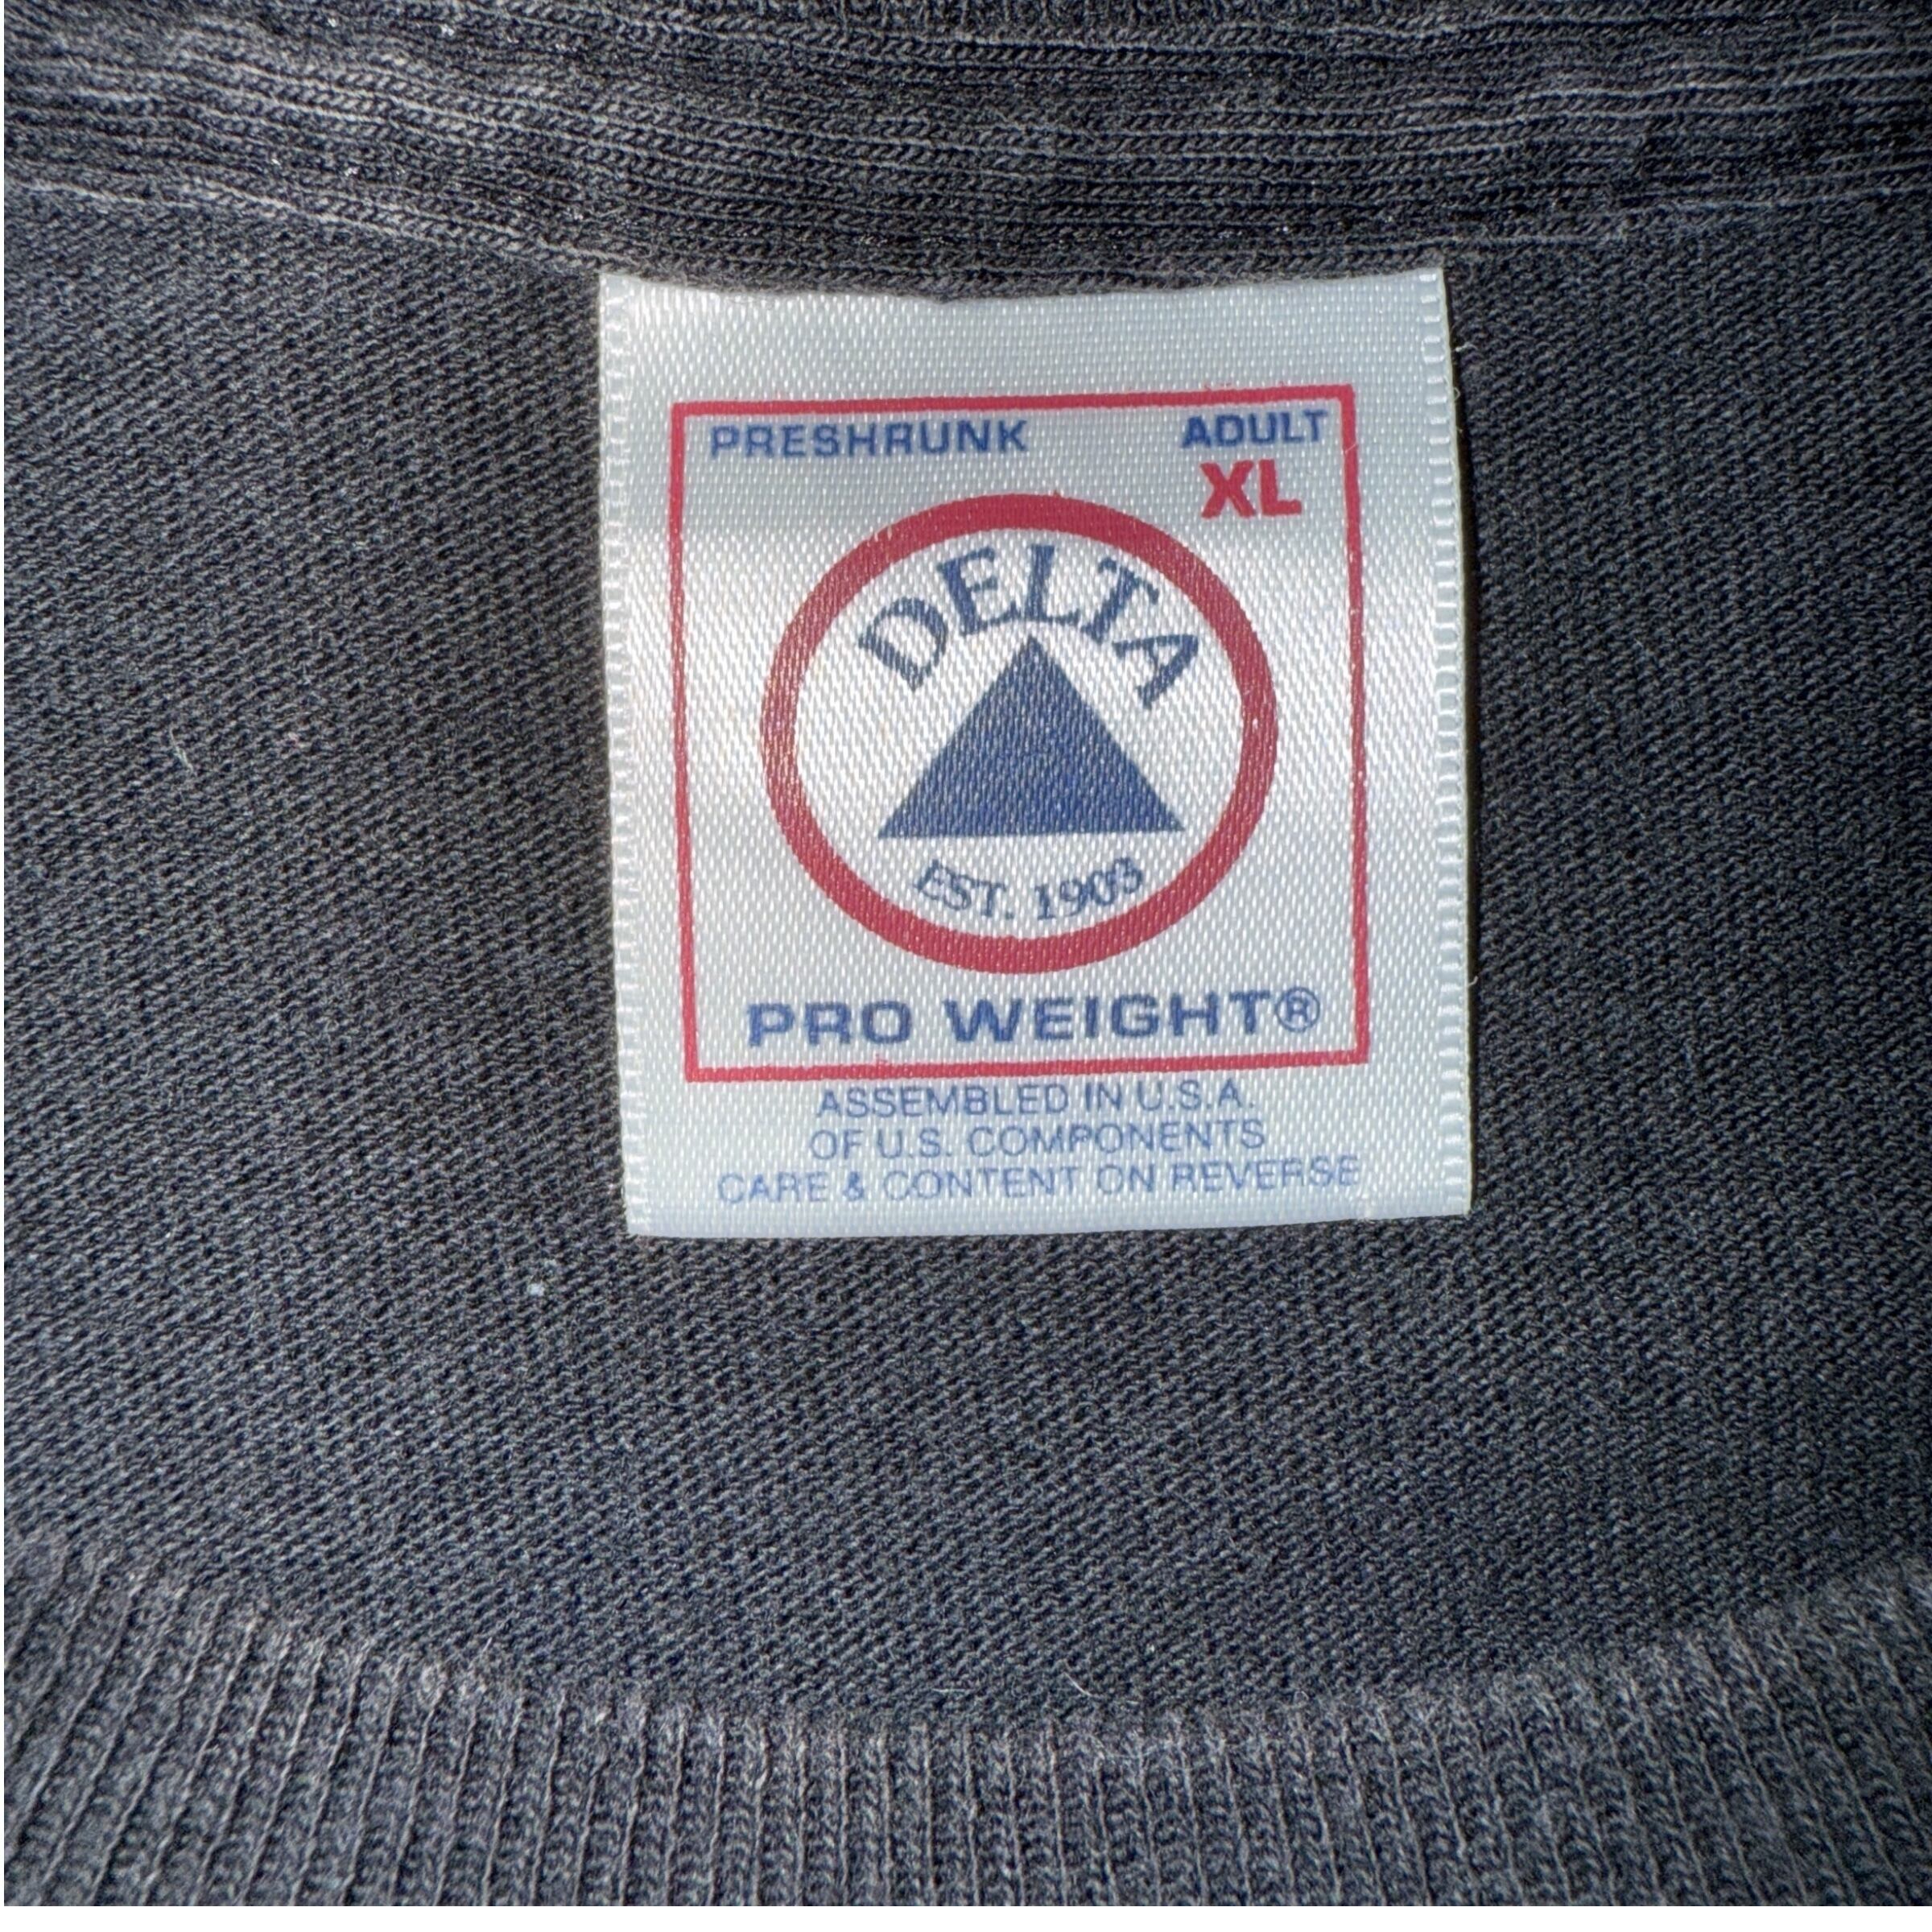 PRESHRUNK
ADULT
XL
DELTA
EST. 1903
PRO WEIGHT®
ASSEMBLED IN U.S.A.
OF U.S. COMPONENTS
CARE & CONTENT ON REVERSE